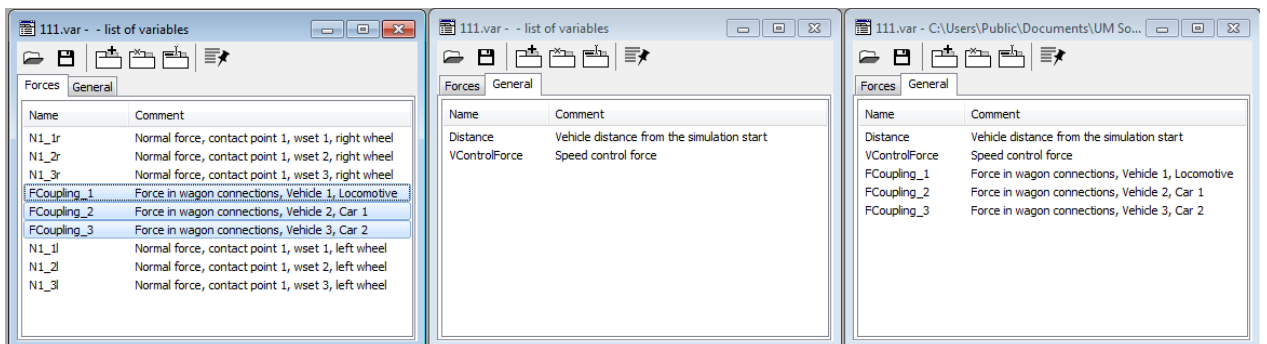 111.var - - list of variables
Forces General
Name Comment
N1_1r Normal force, contact point 1, wset 1, right wheel
N1_2r Normal force, contact point 1, wset 2, right wheel
N1_3r Normal force, contact point 1, wset 3, right wheel
FCoupling_1 Force in wagon connections, Vehicle 1, Locomotive
FCoupling_2 Force in wagon connections, Vehicle 2, Car 1
FCoupling_3 Force in wagon connections, Vehicle 3, Car 2
N1_1l Normal force, contact point 1, wset 1, left wheel
N1_2l Normal force, contact point 1, wset 2, left wheel
N1_3l Normal force, contact point 1, wset 3, left wheel
111.var - - list of variables
Forces General
Name Comment
Distance Vehicle distance from the simulation start
VControlForce Speed control force
111.var - C:\Users\Public\Documents\UM So...
Forces General
Name Comment
Distance Vehicle distance from the simulation start
VControlForce Speed control force
FCoupling_1 Force in wagon connections, Vehicle 1, Locomotive
FCoupling_2 Force in wagon connections, Vehicle 2, Car 1
FCoupling_3 Force in wagon connections, Vehicle 3, Car 2